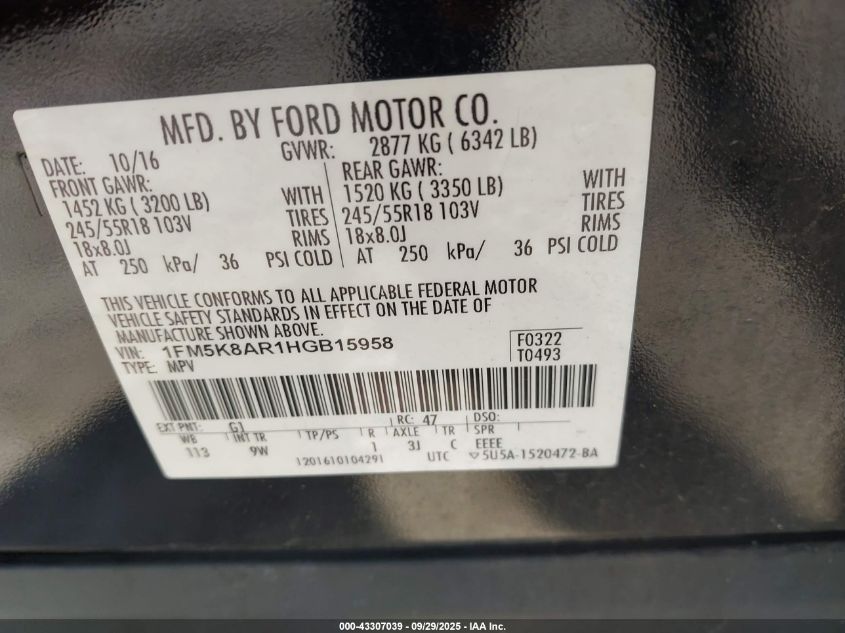 MFD. BY FORD MOTOR CO.
DATE: 10/16 GVWR: 2877 KG ( 6342 LB)
FRONT GAWR: REAR GAWR:
1452 KG ( 3200 LB) WITH 1520 KG ( 3350 LB) WITH
245/55R18 103V TIRES 245/55R18 103V TIRES
18x8.0J RIMS 18x8.0J RIMS
AT 250 kPa/ 36 PSI COLD AT 250 kPa/ 36 PSI COLD
THIS VEHICLE CONFORMS TO ALL APPLICABLE FEDERAL MOTOR
VEHICLE SAFETY STANDARDS IN EFFECT ON THE DATE OF
MANUFACTURE SHOWN ABOVE.
VIN: 1FM5K8AR1HGB15958 F0322
TYPE: MPV T0493
EXT PNT: G1 RC: 47 DSO:
WB INT TR TP/PS R AXLE TR SPR
113 9W 1 3J C EEEE
1201610104291 UTC ▽5U5A-1520472-BA
000-43307039 - 09/29/2025 - IAA Inc.